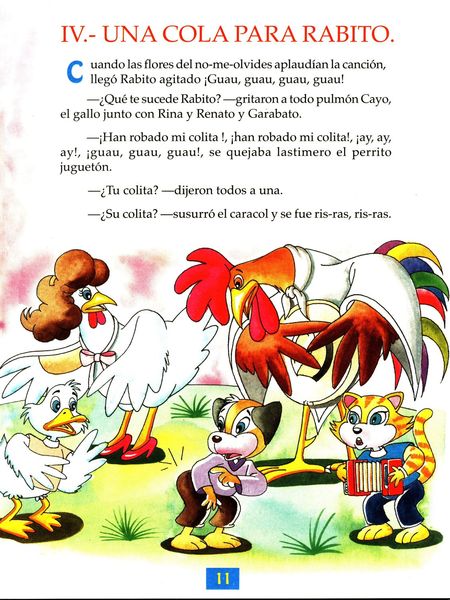 IV.- UNA COLA PARA RABITO.
Cuando las flores del no-me-olvides aplaudían la canción,
llegó Rabito agitado ¡Guau, guau, guau, guau!
—¿Qué te sucede Rabito? —gritaron a todo pulmón Cayo,
el gallo junto con Rina y Renato y Garabato.
—¡Han robado mi colita !, ¡han robado mi colita!, ¡ay, ay,
ay!, ¡guau, guau, guau!, se quejaba lastimero el perrito
juguetón.
—¿Tu colita? —dijeron todos a una.
—¿Su colita? —susurró el caracol y se fue ris-ras, ris-ras.
11